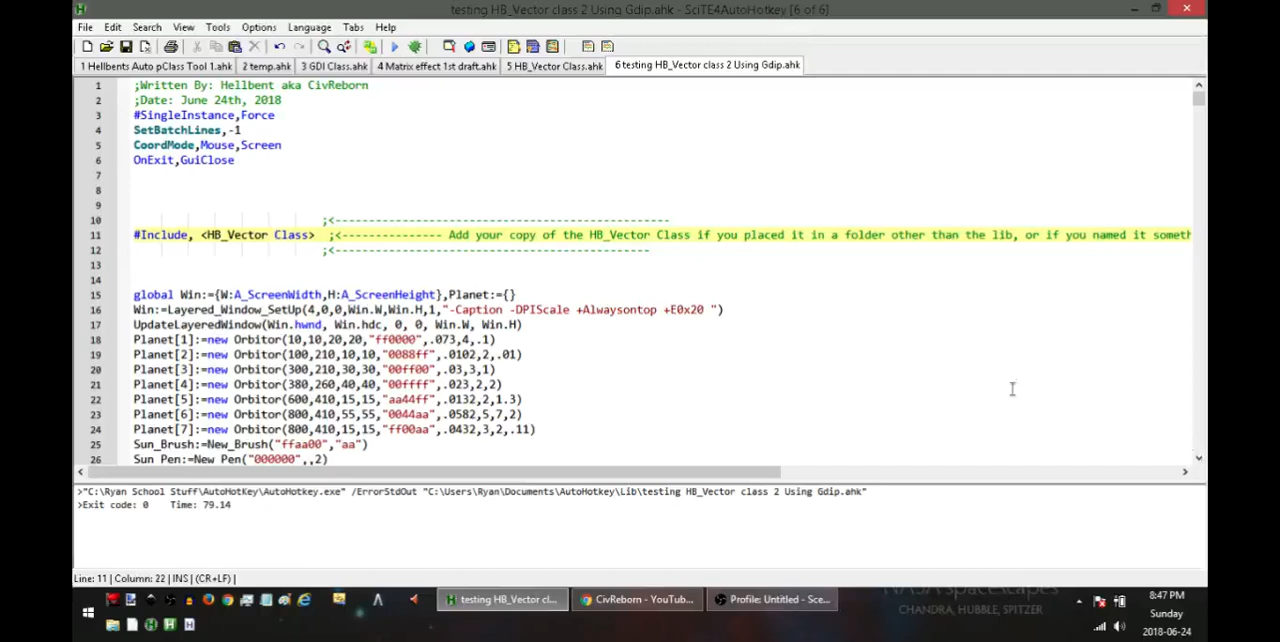 testing HB_Vector class 2 Using Gdip.ahk - SciTE4AutoHotkey [6 of 6]
File Edit Search View Tools Options Language Tabs Help
1 Hellbents Auto pClass Tool 1.ahk 2 temp.ahk 3 GDI Class.ahk 4 Matrix effect 1st draft.ahk 5 HB_Vector Class.ahk 6 testing HB_Vector class 2 Using Gdip.ahk
1 ;Written By: Hellbent aka CivReborn
2 ;Date: June 24th, 2018
3 #SingleInstance,Force
4 SetBatchLines,-1
5 CoordMode,Mouse,Screen
6 OnExit,GuiClose
7
8
9
10 ;<--------------------------------------------------
11 #Include, <HB_Vector Class> ;<--------------- Add your copy of the HB_Vector Class if you placed it in a folder other than the lib, or if you named it someth
12 ;<-----------------------------------------------
13
14
15 global Win:={W:A_ScreenWidth,H:A_ScreenHeight},Planet:={}
16 Win:=Layered_Window_SetUp(4,0,0,Win.W,Win.H,1,"-Caption -DPIScale +Alwaysontop +E0x20 ")
17 UpdateLayeredWindow(Win.hwnd, Win.hdc, 0, 0, Win.W, Win.H)
18 Planet[1]:=new Orbitor(10,10,20,20,"ff0000",.073,4,.1)
19 Planet[2]:=new Orbitor(100,210,10,10,"0088ff",.0102,2,.01)
20 Planet[3]:=new Orbitor(300,210,30,30,"00ff00",.03,3,1)
21 Planet[4]:=new Orbitor(380,260,40,40,"00ffff",.023,2,2)
22 Planet[5]:=new Orbitor(600,410,15,15,"aa44ff",.0132,2,1.3)
23 Planet[6]:=new Orbitor(800,410,55,55,"0044aa",.0582,5,7,2)
24 Planet[7]:=new Orbitor(800,410,15,15,"ff00aa",.0432,3,2,.11)
25 Sun_Brush:=New_Brush("ffaa00","aa")
26 Sun_Pen:=New_Pen("000000",,2)
>"C:\Ryan School Stuff\AutoHotKey\AutoHotkey.exe" /ErrorStdOut "C:\Users\Ryan\Documents\AutoHotkey\Lib\testing HB_Vector class 2 Using Gdip.ahk"
>Exit code: 0 Time: 79.14
Line: 11 | Column: 22 | INS | (CR+LF) |
testing HB_Vector cl... CivReborn - YouTub... Profile: Untitled - Sce...
NASA spacescapes
CHANDRA, HUBBLE, SPITZER
8:47 PM
Sunday
2018-06-24